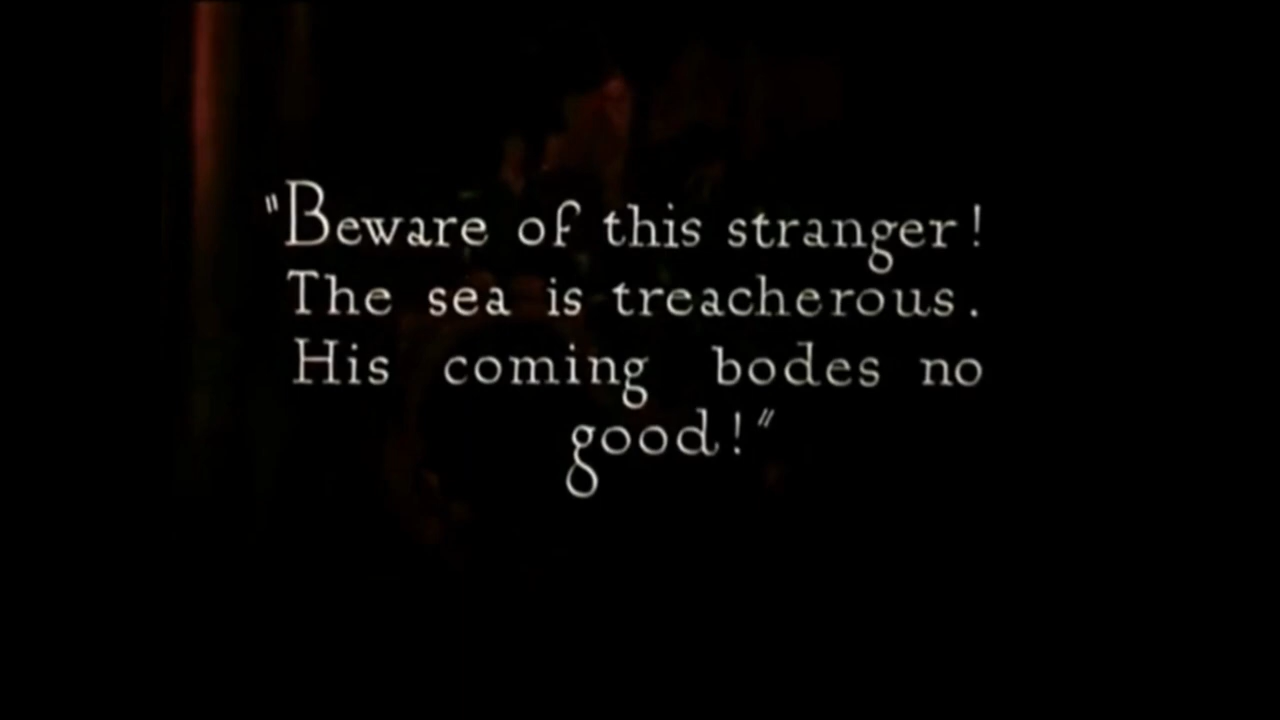 "Beware of this stranger!
The sea is treacherous.
His coming bodes no
good!"